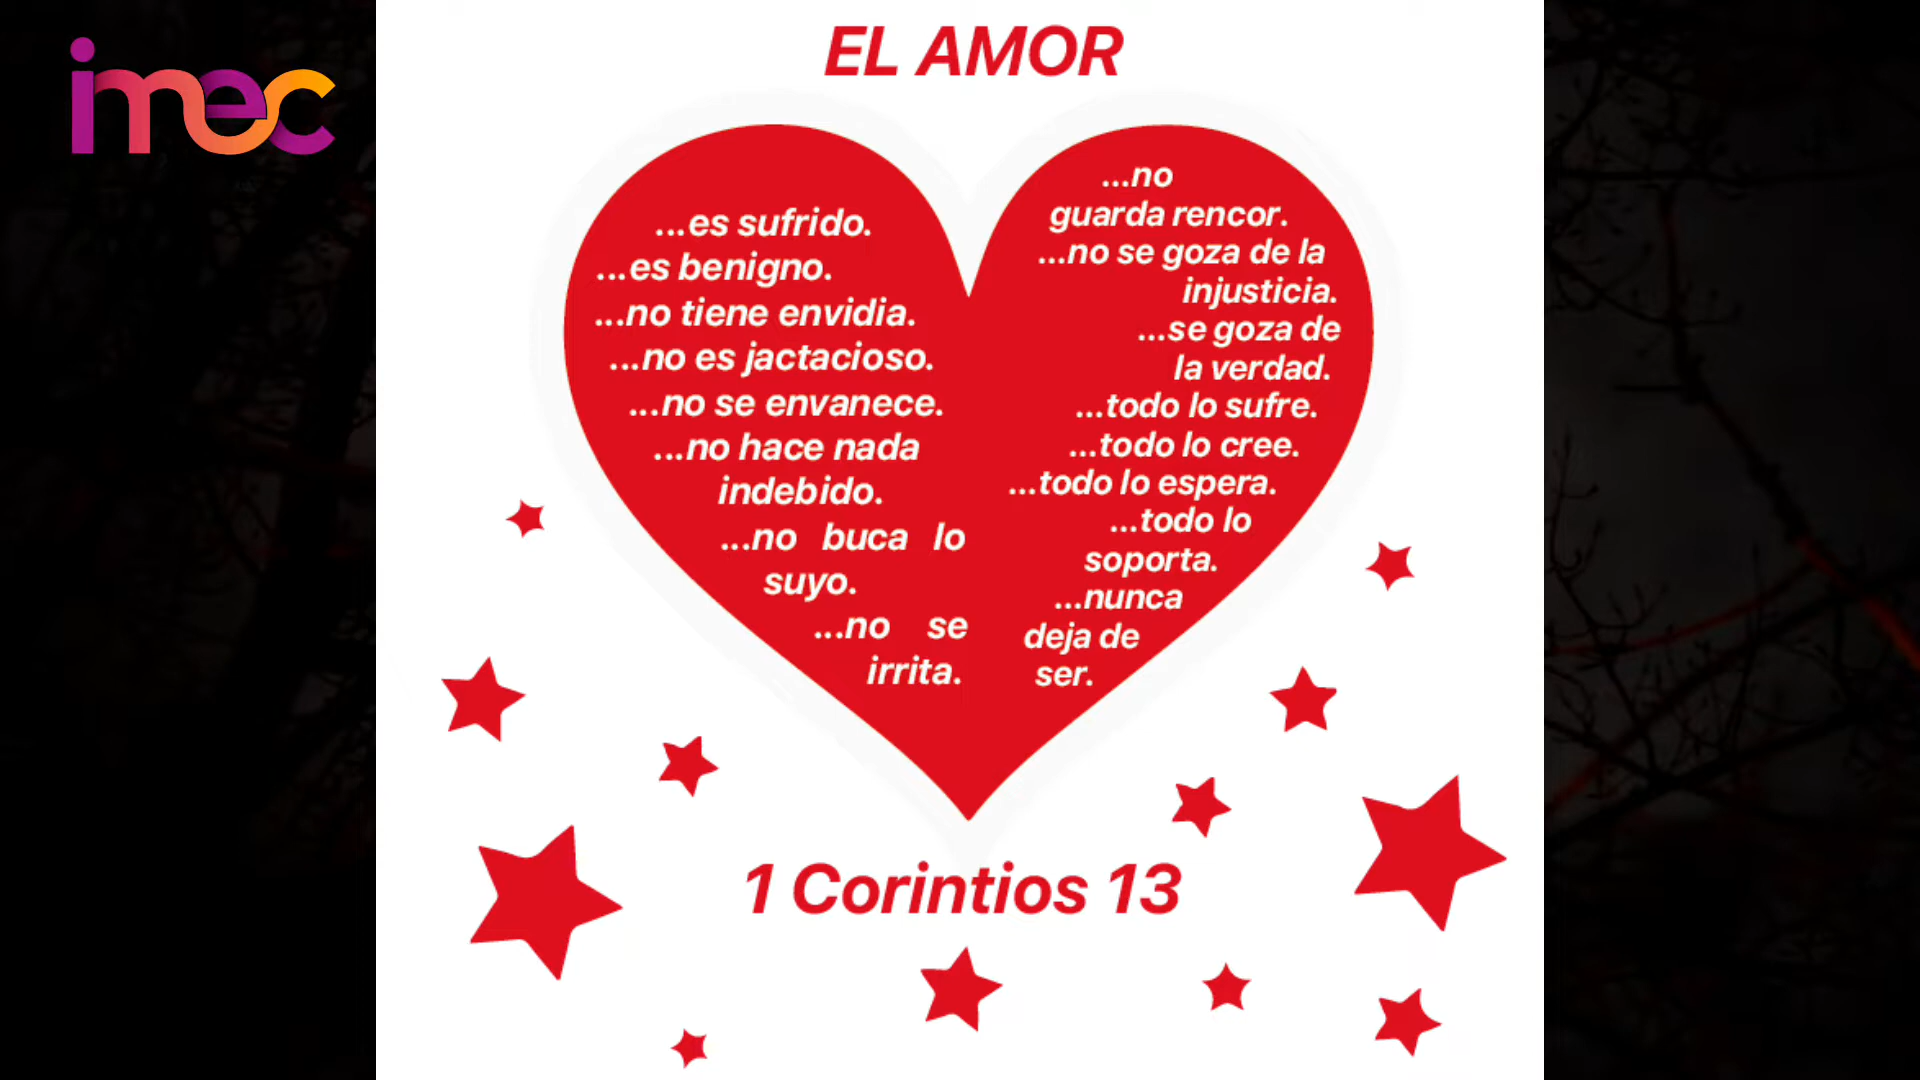 imec
EL AMOR
...es sufrido.
...es benigno.
...no tiene envidia.
...no es jactacioso.
...no se envanece.
...no hace nada
indebido.
...no buca lo
suyo.
...no se
irrita.
...no
guarda rencor.
...no se goza de la
injusticia.
...se goza de
la verdad.
...todo lo sufre.
...todo lo cree.
...todo lo espera.
...todo lo
soporta.
...nunca
deja de
ser.
1 Corintios 13